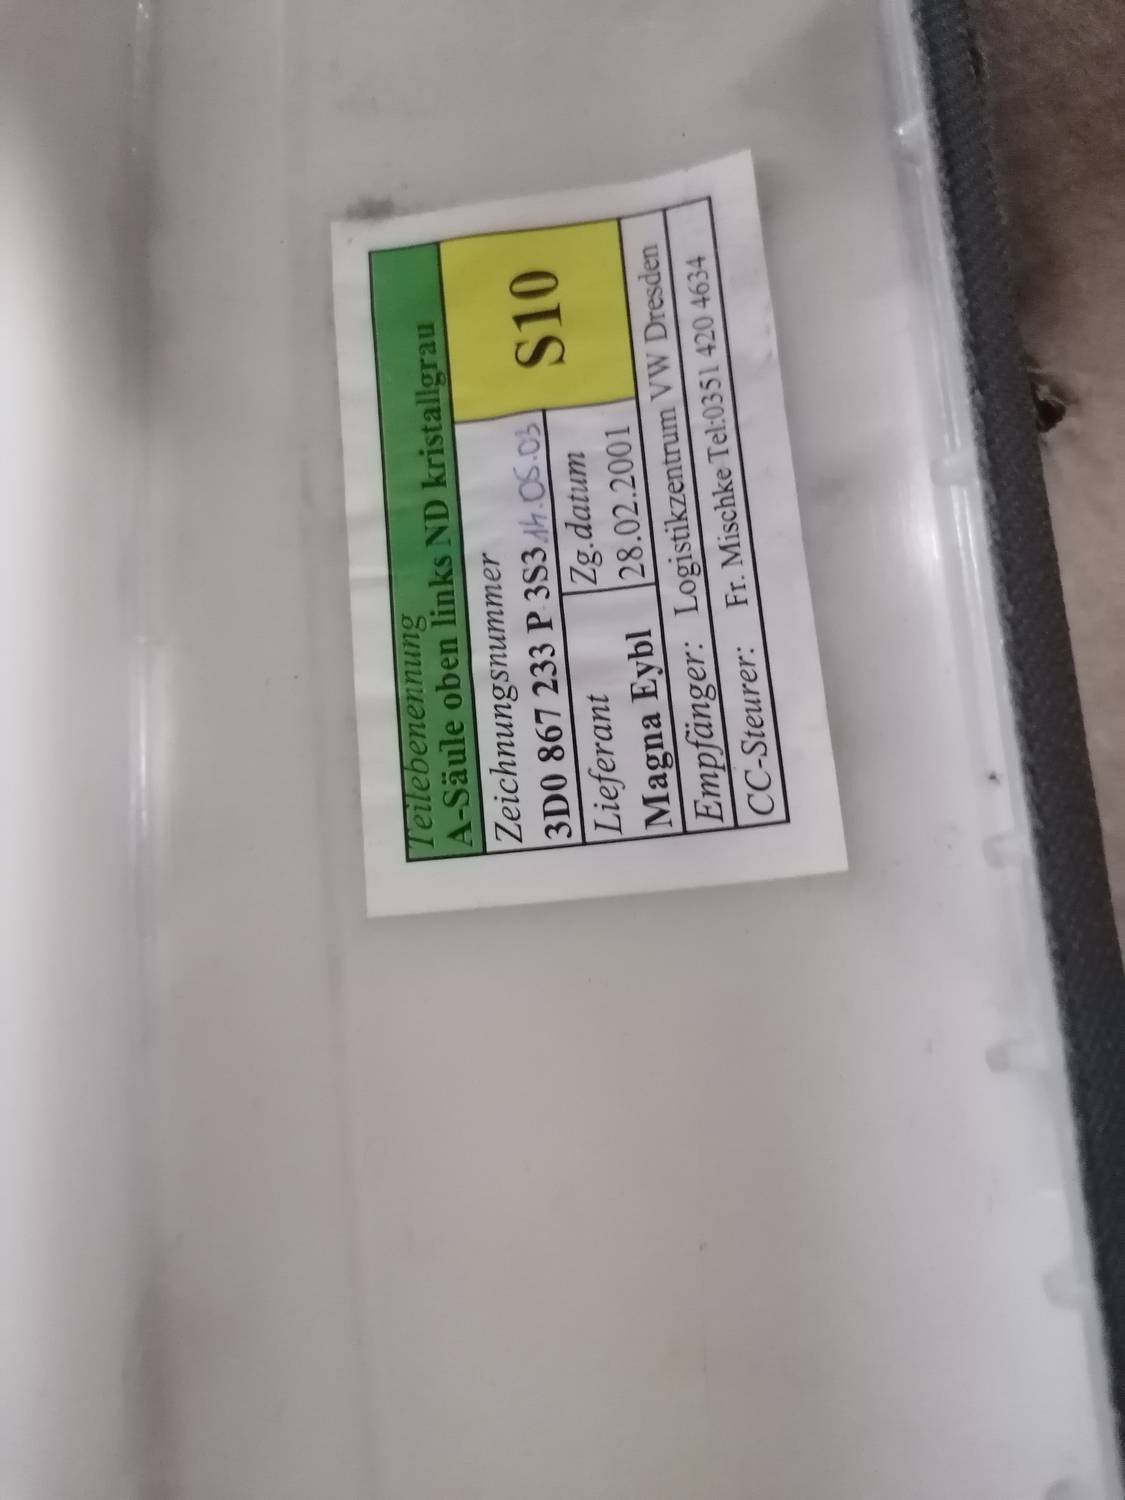 Teilebenennung
A-Säule oben links ND kristallgrau
Zeichnungsnummer
3D0 867 233 P 3S3 14.05.03
S10
Lieferant Zg.datum
Magna Eybl 28.02.2001
Empfänger: Logistikzentrum VW Dresden
CC-Steurer: Fr. Mischke Tel:0351 420 4634